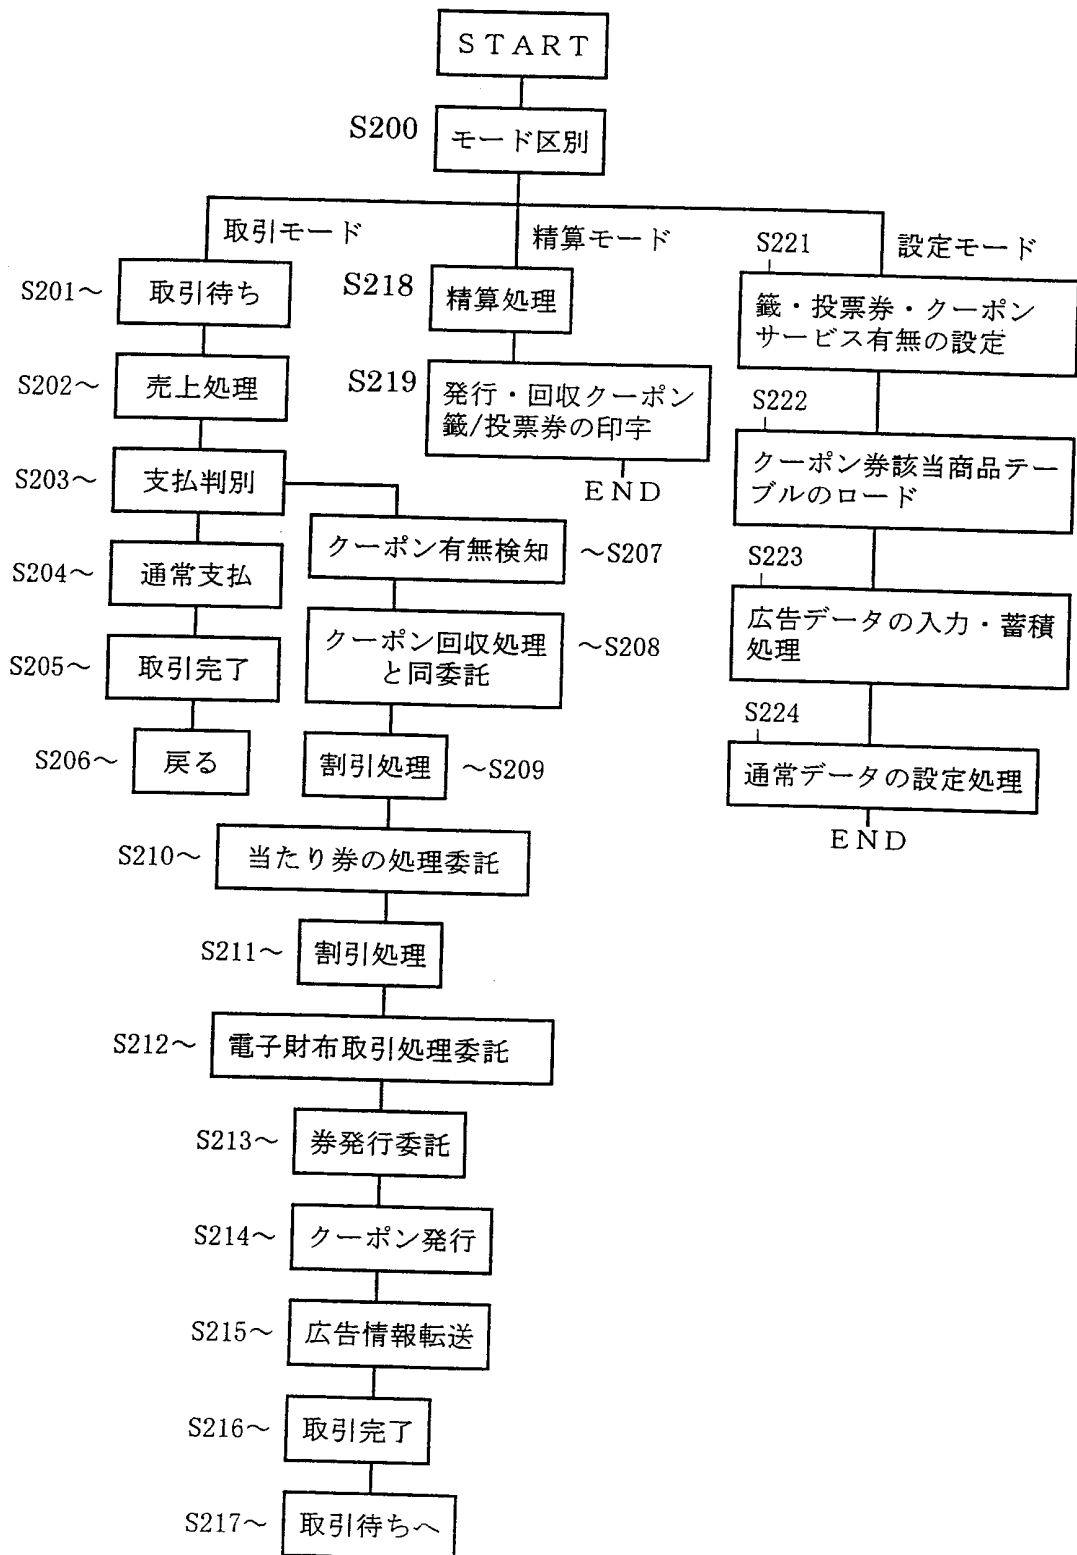 START
S200 モード区別
取引モード
S201～ 取引待ち
S202～ 売上処理
S203～ 支払判別
S204～ 通常支払
S205～ 取引完了
S206～ 戻る
クーポン有無検知 ～S207
クーポン回収処理
と同委託
～S208
割引処理 ～S209
S210～ 当たり券の処理委託
S211～ 割引処理
S212～ 電子財布取引処理委託
S213～ 券発行委託
S214～ クーポン発行
S215～ 広告情報転送
S216～ 取引完了
S217～ 取引待ちへ
精算モード
S218 精算処理
S219
発行・回収クーポン
籤/投票券の印字
END
設定モード
S221
籤・投票券・クーポン
サービス有無の設定
S222
クーポン券該当商品テー
ブルのロード
S223
広告データの入力・蓄積
処理
S224
通常データの設定処理
END